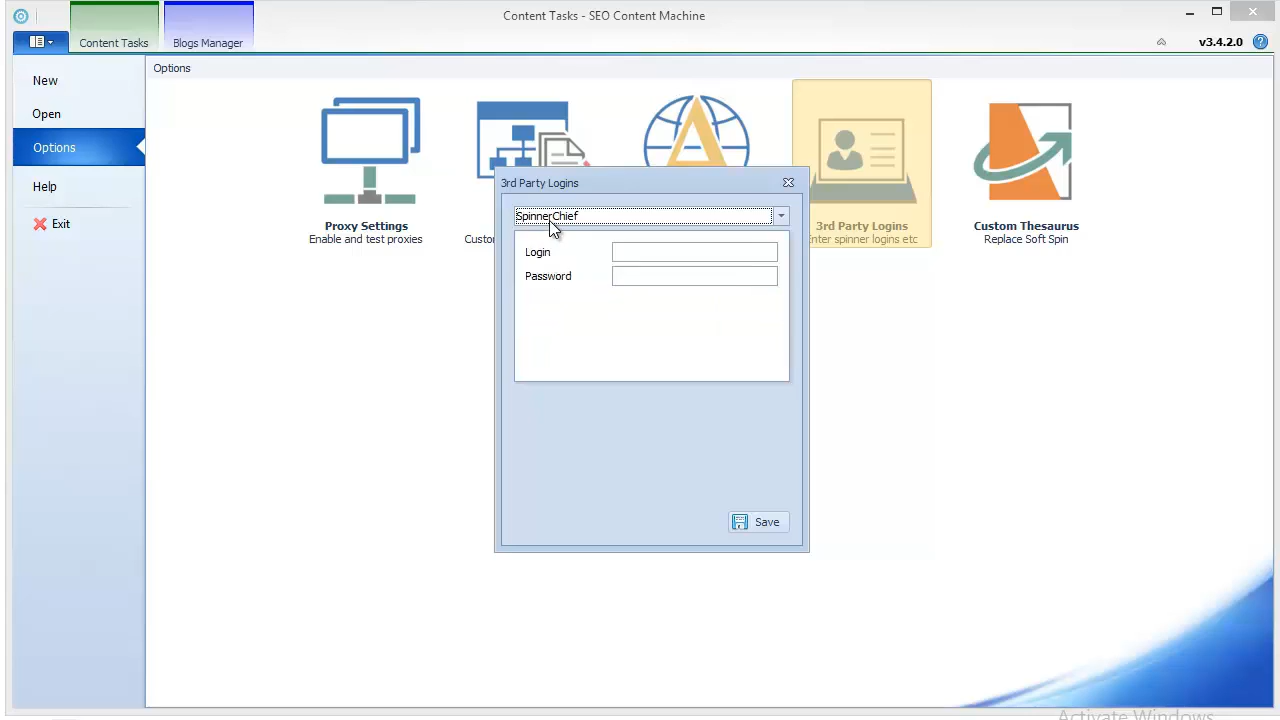 Content Tasks - SEO Content Machine
Content Tasks
Blogs Manager
v3.4.2.0
New
Open
Options
Help
Exit
Options
Proxy Settings
Enable and test proxies
3rd Party Logins
Enter spinner logins etc
Custom Thesaurus
Replace Soft Spin
3rd Party Logins
SpinnerChief
Login
Password
Save
Activate Windows